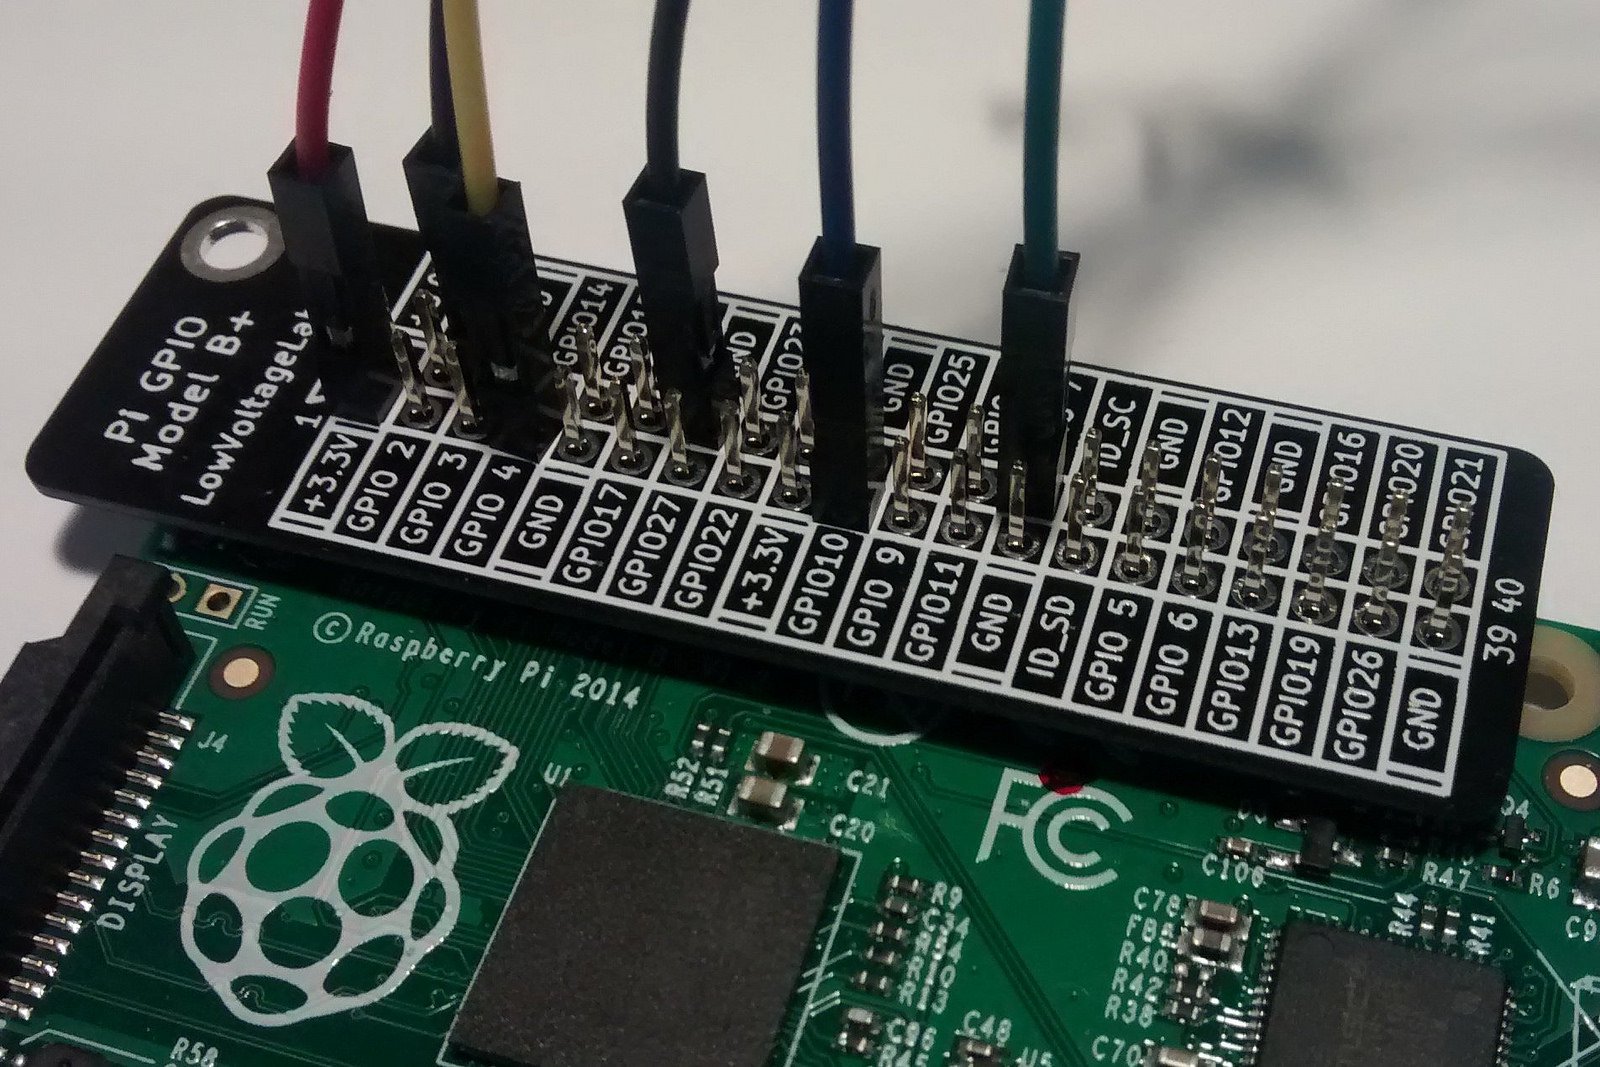 Pi GPIO
Model B+
LowVoltageLa
1
GPIO14
GPIO25
ID_SC
GND
GPIO12
GND
GPIO16
GPIO20
GPIO21
GND
GPIO23
+3.3V
GPIO 2
GPIO 3
GPIO 4
GND
GPIO17
GPIO27
GPIO22
+3.3V
GPIO10
GPIO 9
GPIO11
GND
ID_SD
GPIO 5
GPIO 6
GPIO13
GPIO19
GPIO26
GND
39 40
RUN
© Raspberry Pi 2014
J4
DISPLAY
U1
R52
R51
C21
C20
FCC
C106
R47
R6
R44
R41
C78
R40
R42
R38
C70
R9
C48
U5
R58